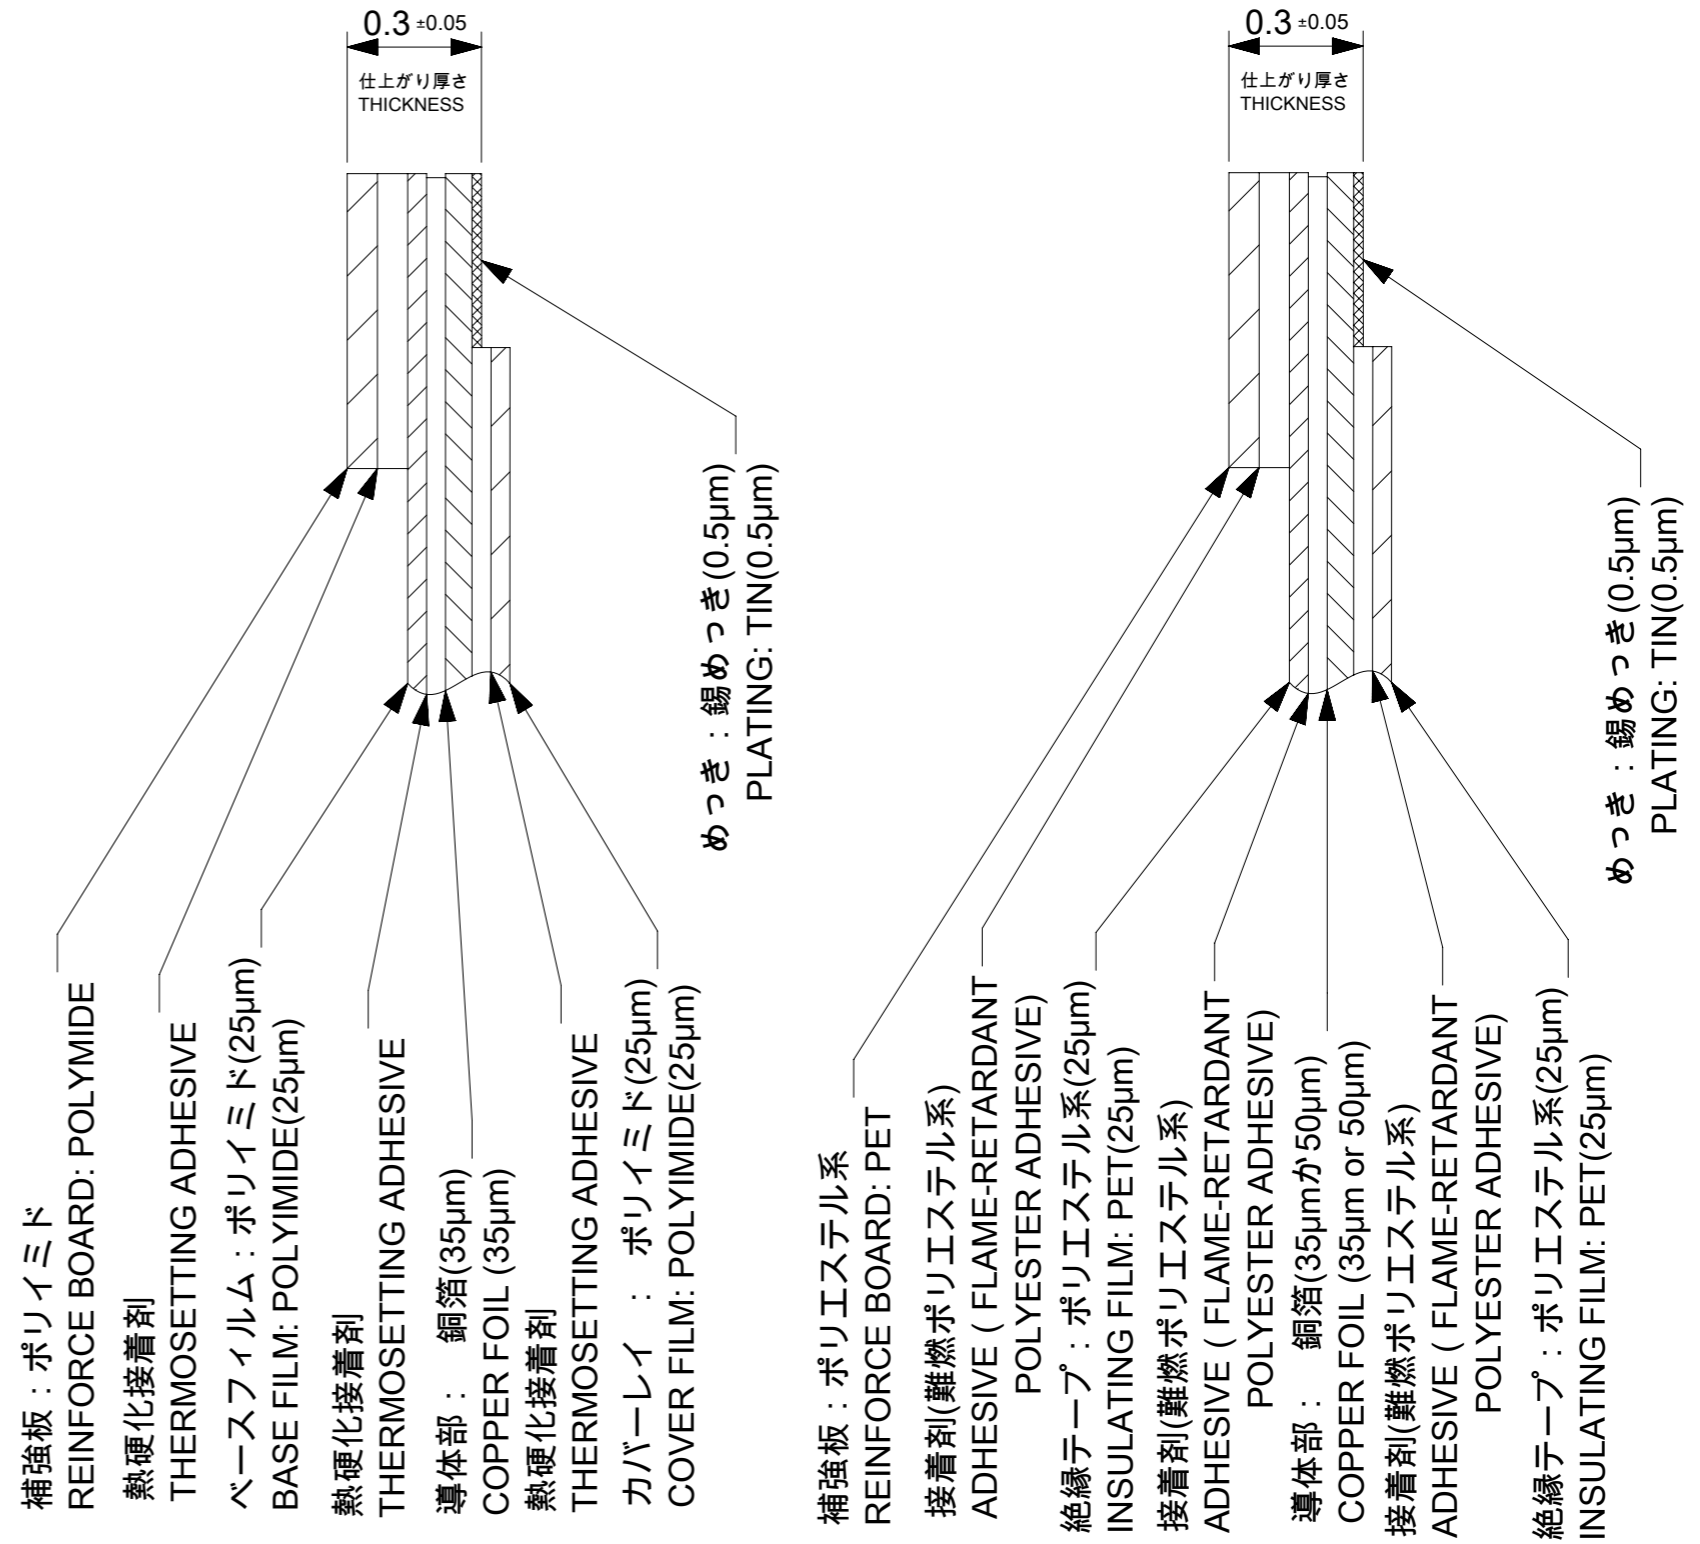 0.3 ±0.05
仕上がり厚さ
THICKNESS
めっき：錫めっき(0.5μm)
PLATING: TIN(0.5μm)
補強板：ポリイミド
REINFORCE BOARD: POLYMIDE
熱硬化接着剤
THERMOSETTING ADHESIVE
ベースフィルム：ポリイミド(25μm)
BASE FILM: POLYIMIDE(25μm)
熱硬化接着剤
THERMOSETTING ADHESIVE
導体部： 銅箔(35μm)
COPPER FOIL (35μm)
熱硬化接着剤
THERMOSETTING ADHESIVE
カバーレイ ： ポリイミド(25μm)
COVER FILM: POLYIMIDE(25μm)
0.3 ±0.05
仕上がり厚さ
THICKNESS
めっき：錫めっき(0.5μm)
PLATING: TIN(0.5μm)
補強板：ポリエステル系
REINFORCE BOARD: PET
接着剤(難燃ポリエステル系)
ADHESIVE ( FLAME-RETARDANT
POLYESTER ADHESIVE)
絶縁テープ：ポリエステル系(25μm)
INSULATING FILM: PET(25μm)
接着剤(難燃ポリエステル系)
ADHESIVE ( FLAME-RETARDANT
POLYESTER ADHESIVE)
導体部： 銅箔(35μmか50μm)
COPPER FOIL (35μm or 50μm)
接着剤(難燃ポリエステル系)
ADHESIVE ( FLAME-RETARDANT
POLYESTER ADHESIVE)
絶縁テープ：ポリエステル系(25μm)
INSULATING FILM: PET(25μm)